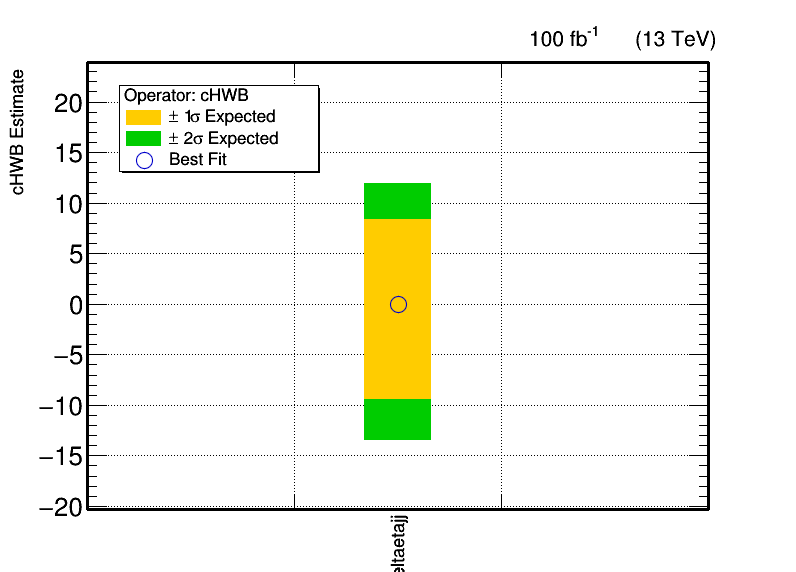 100 fb-1 (13 TeV)
cHWB Estimate
Operator: cHWB
± 1σ Expected
± 2σ Expected
Best Fit
20
15
10
5
0
−5
−10
−15
−20
eltaetajj